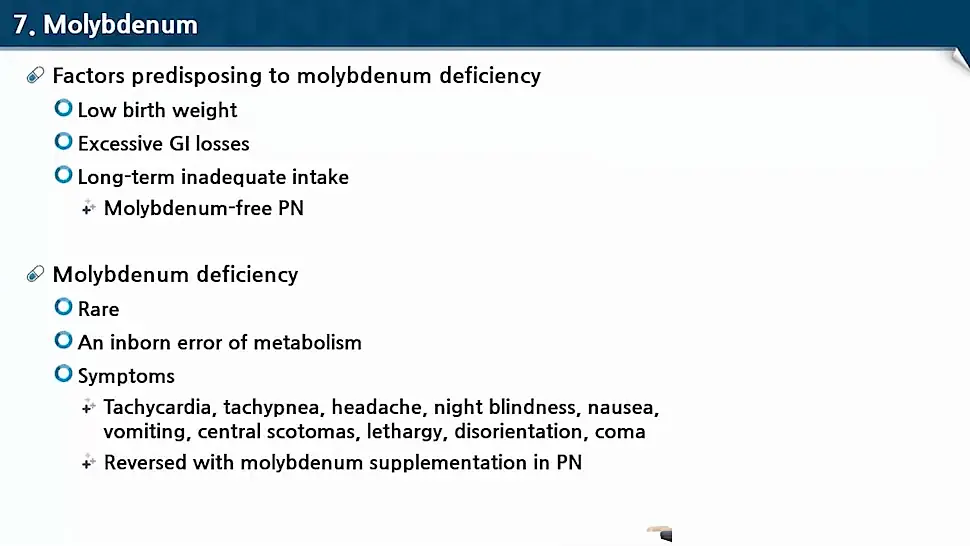 7. Molybdenum
Factors predisposing to molybdenum deficiency
Low birth weight
Excessive GI losses
Long-term inadequate intake
Molybdenum-free PN
Molybdenum deficiency
Rare
An inborn error of metabolism
Symptoms
Tachycardia, tachypnea, headache, night blindness, nausea,
vomiting, central scotomas, lethargy, disorientation, coma
Reversed with molybdenum supplementation in PN